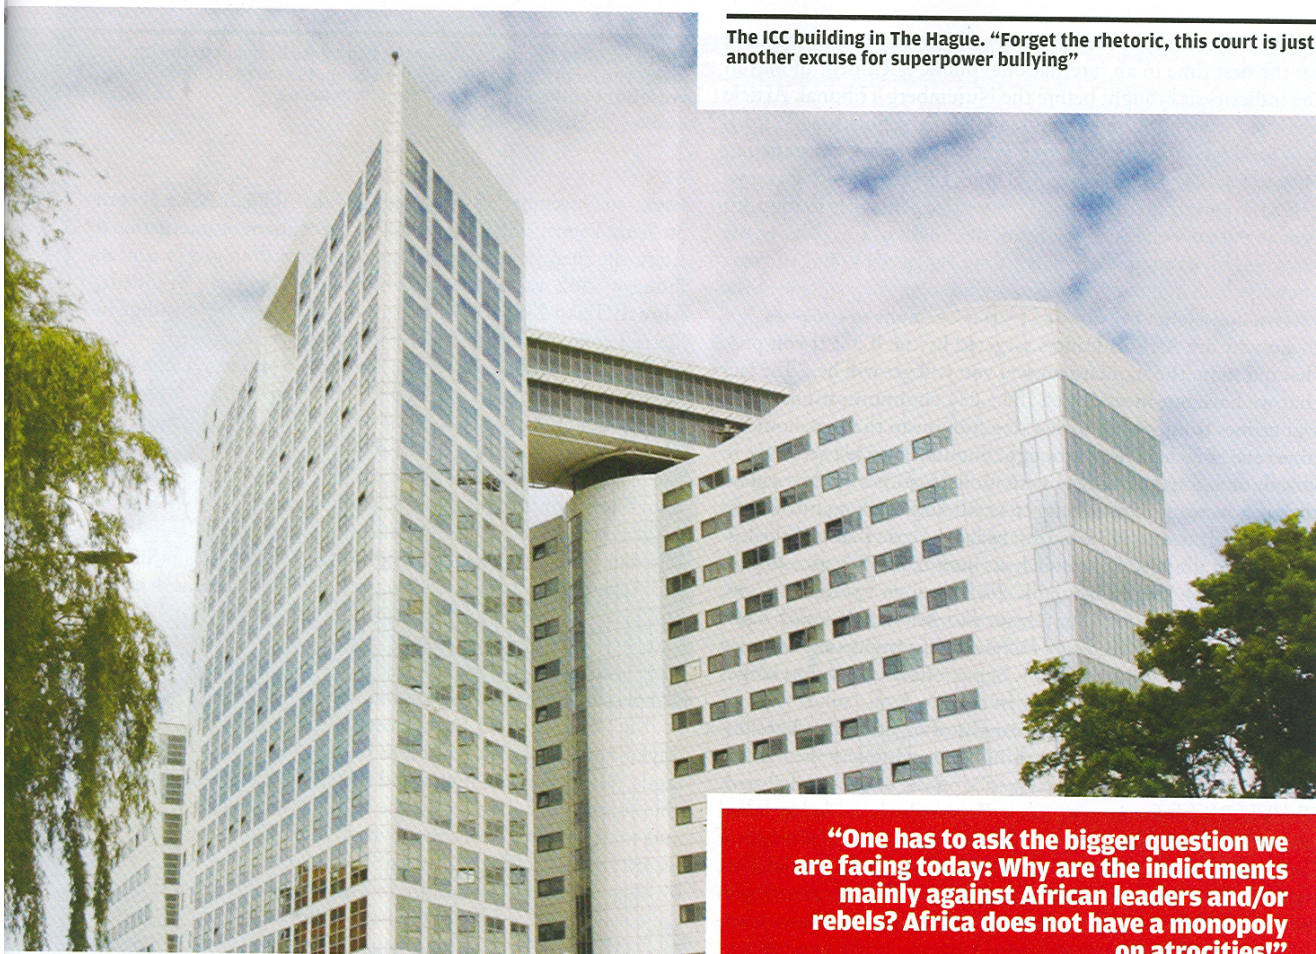 The ICC building in The Hague. “Forget the rhetoric, this court is just
another excuse for superpower bullying”
“One has to ask the bigger question we
are facing today: Why are the indictments
mainly against African leaders and/or
rebels? Africa does not have a monopoly
on atrocities!”